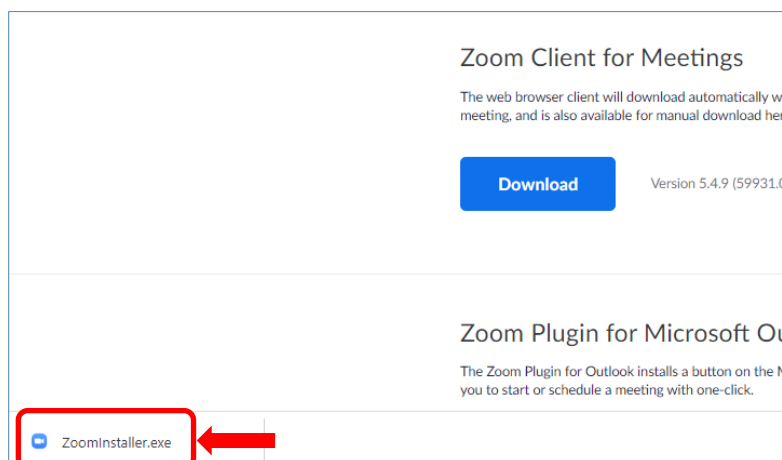 Zoom Client for Meetings
The web browser client will download automatically
meeting, and is also available for manual download
Download
Version 5.4.9 (59931.
Zoom Plugin for Microsoft
The Zoom Plugin for Outlook installs a button on the
you to start or schedule a meeting with one-click.
ZoomInstaller.exe